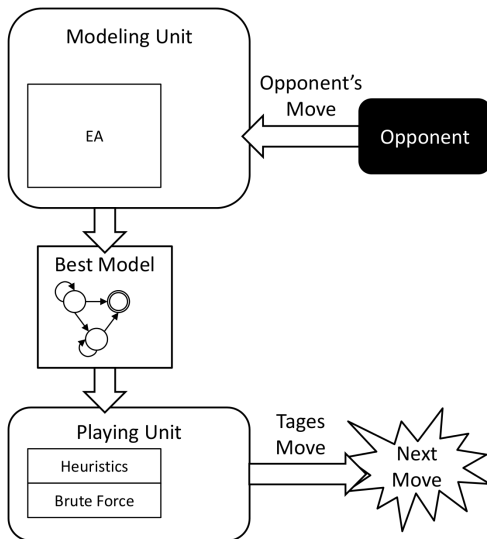 Modeling Unit
EA
Opponent's
Move
Opponent
Best Model
Playing Unit
Heuristics
Brute Force
Tages
Move
Next
Move